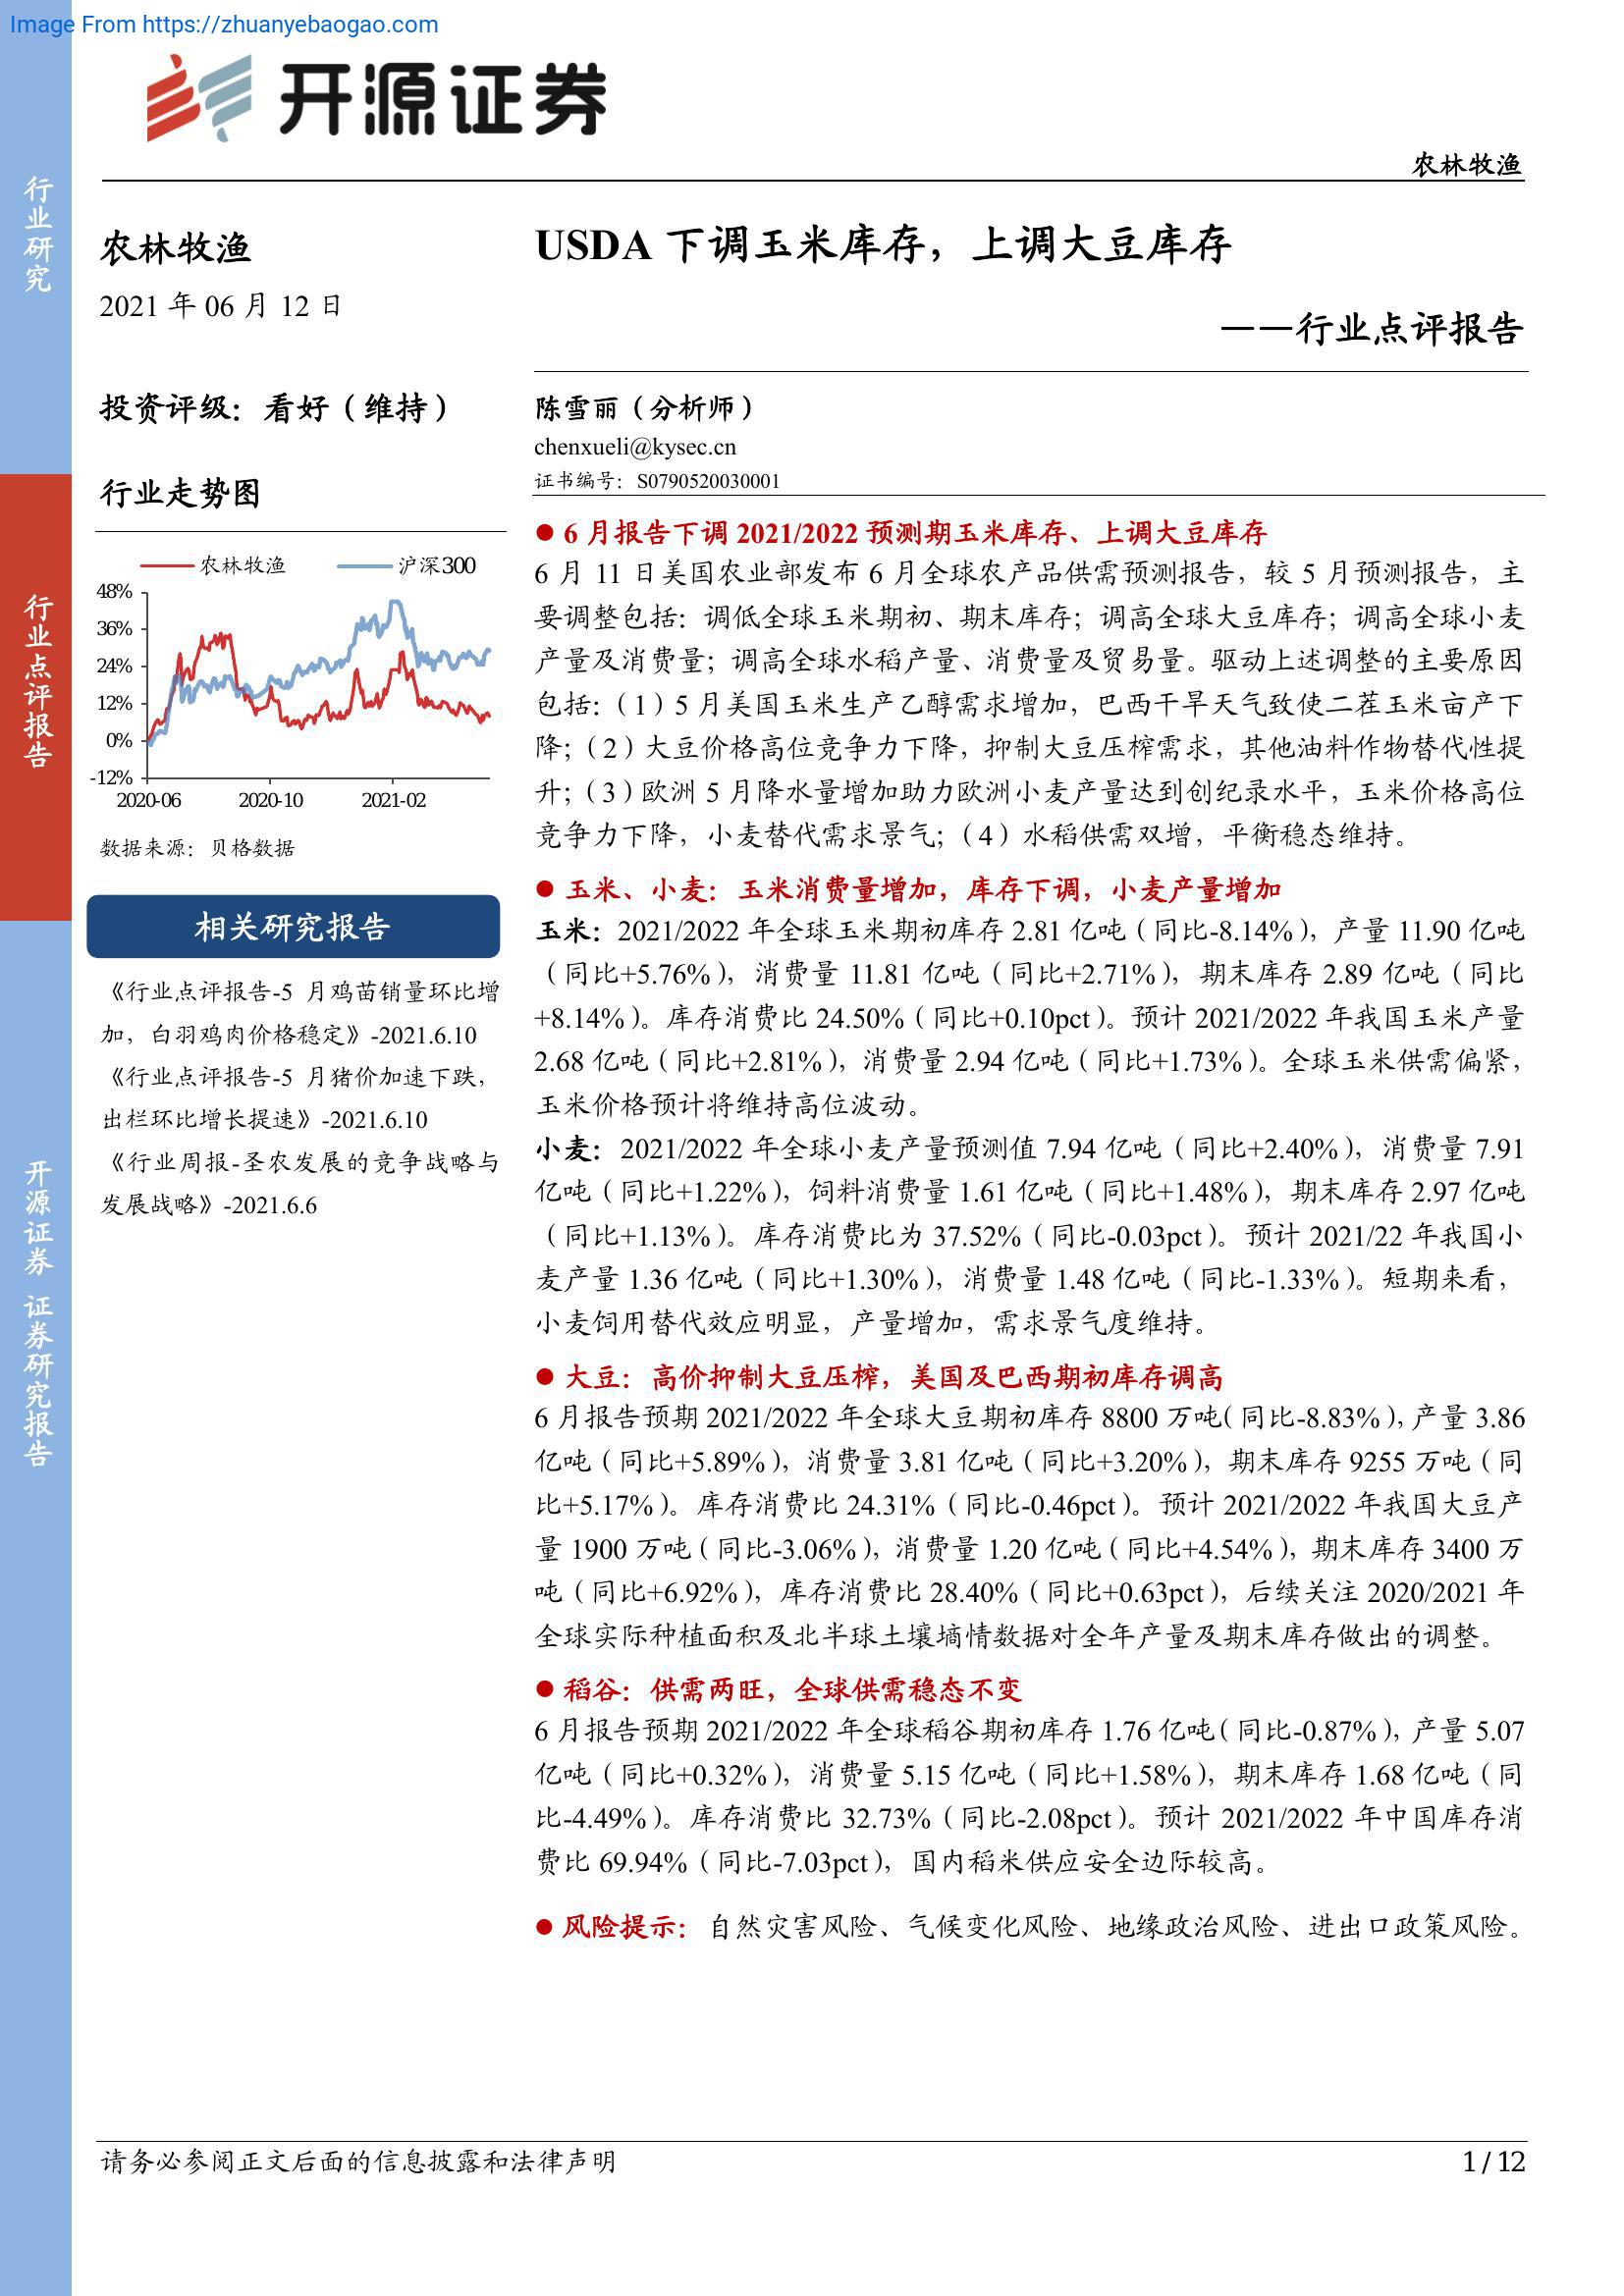 Image From https://zhuanyebaogao.com
开源证券
农林牧渔
行业研究
行业点评报告
开源证券 证券研究报告
农林牧渔
2021 年 06 月 12 日
投资评级：看好（维持）
行业走势图
农林牧渔 沪深300
48%
36%
24%
12%
0%
-12%
2020-06 2020-10 2021-02
数据来源：贝格数据
相关研究报告
《行业点评报告-5 月鸡苗销量环比增
加，白羽鸡肉价格稳定》-2021.6.10
《行业点评报告-5 月猪价加速下跌，
出栏环比增长提速》-2021.6.10
《行业周报-圣农发展的竞争战略与
发展战略》-2021.6.6
USDA 下调玉米库存，上调大豆库存
——行业点评报告
陈雪丽（分析师）
chenxueli@kysec.cn
证书编号：S0790520030001
● 6 月报告下调 2021/2022 预测期玉米库存、上调大豆库存
6 月 11 日美国农业部发布 6 月全球农产品供需预测报告，较 5 月预测报告，主
要调整包括：调低全球玉米期初、期末库存；调高全球大豆库存；调高全球小麦
产量及消费量；调高全球水稻产量、消费量及贸易量。驱动上述调整的主要原因
包括：（1）5 月美国玉米生产乙醇需求增加，巴西干旱天气致使二茬玉米亩产下
降；（2）大豆价格高位竞争力下降，抑制大豆压榨需求，其他油料作物替代性提
升；（3）欧洲 5 月降水量增加助力欧洲小麦产量达到创纪录水平，玉米价格高位
竞争力下降，小麦替代需求景气；（4）水稻供需双增，平衡稳态维持。
● 玉米、小麦：玉米消费量增加，库存下调，小麦产量增加
玉米：2021/2022 年全球玉米期初库存 2.81 亿吨（同比-8.14%），产量 11.90 亿吨
（同比+5.76%），消费量 11.81 亿吨（同比+2.71%），期末库存 2.89 亿吨（同比
+8.14%）。库存消费比 24.50%（同比+0.10pct）。预计 2021/2022 年我国玉米产量
2.68 亿吨（同比+2.81%），消费量 2.94 亿吨（同比+1.73%）。全球玉米供需偏紧，
玉米价格预计将维持高位波动。
小麦：2021/2022 年全球小麦产量预测值 7.94 亿吨（同比+2.40%），消费量 7.91
亿吨（同比+1.22%），饲料消费量 1.61 亿吨（同比+1.48%），期末库存 2.97 亿吨
（同比+1.13%）。库存消费比为 37.52%（同比-0.03pct）。预计 2021/22 年我国小
麦产量 1.36 亿吨（同比+1.30%），消费量 1.48 亿吨（同比-1.33%）。短期来看，
小麦饲用替代效应明显，产量增加，需求景气度维持。
● 大豆：高价抑制大豆压榨，美国及巴西期初库存调高
6 月报告预期 2021/2022 年全球大豆期初库存 8800 万吨（同比-8.83%），产量 3.86
亿吨（同比+5.89%），消费量 3.81 亿吨（同比+3.20%），期末库存 9255 万吨（同
比+5.17%）。库存消费比 24.31%（同比-0.46pct）。预计 2021/2022 年我国大豆产
量 1900 万吨（同比-3.06%），消费量 1.20 亿吨（同比+4.54%），期末库存 3400 万
吨（同比+6.92%），库存消费比 28.40%（同比+0.63pct），后续关注 2020/2021 年
全球实际种植面积及北半球土壤墒情数据对全年产量及期末库存做出的调整。
● 稻谷：供需两旺，全球供需稳态不变
6 月报告预期 2021/2022 年全球稻谷期初库存 1.76 亿吨（同比-0.87%），产量 5.07
亿吨（同比+0.32%），消费量 5.15 亿吨（同比+1.58%），期末库存 1.68 亿吨（同
比-4.49%）。库存消费比 32.73%（同比-2.08pct）。预计 2021/2022 年中国库存消
费比 69.94%（同比-7.03pct），国内稻米供应安全边际较高。
● 风险提示：自然灾害风险、气候变化风险、地缘政治风险、进出口政策风险。
请务必参阅正文后面的信息披露和法律声明
1 / 12